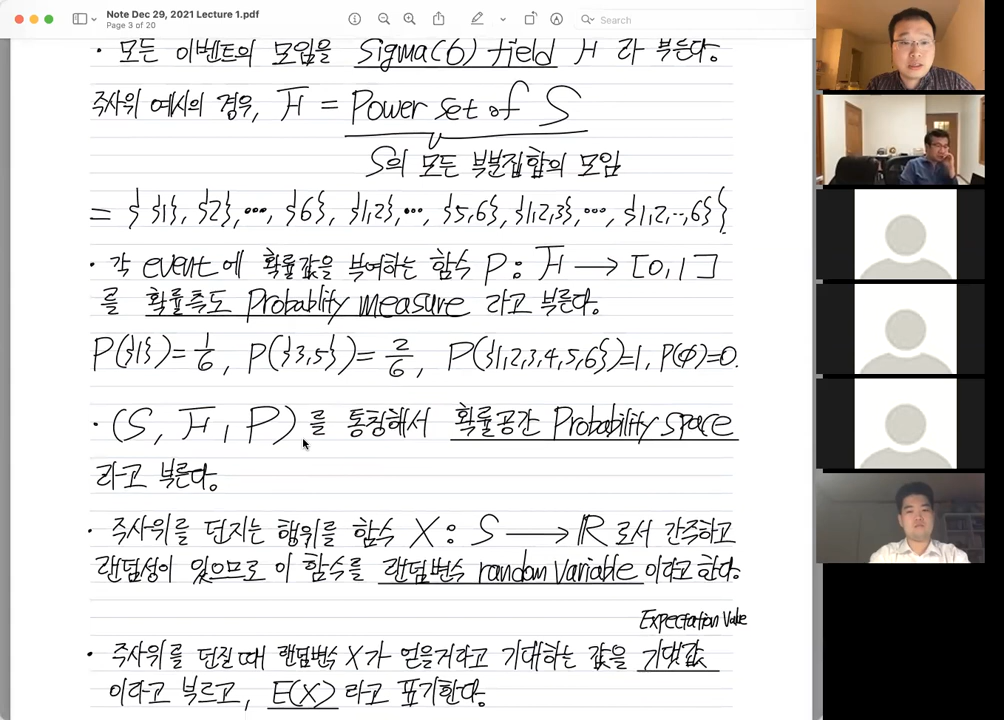 Note Dec 29, 2021 Lecture 1.pdf
Page 3 of 20
Search
· 모든 이벤트의 모임을 Sigma(σ) field F 라 부른다.
주사위 예시의 경우, F = Power set of S
S의 모든 부분집합의 모임
= { {1}, {2}, ..., {6}, {1,2}, ..., {5,6}, {1,2,3}, ..., {1,2,..,6} }
· 각 event에 확률값을 부여하는 함수 P : F → [0,1]
를 확률측도 Probablity measure 라고 부른다.
P({1})=1/6, P({3,5})=2/6, P({1,2,3,4,5,6})=1, P(∅)=0.
· (S, F, P)를 통칭해서 확률공간 Probability space
라고 부른다.
· 주사위를 던지는 행위를 함수 X : S → ℝ 로서 간주하고
랜덤성이 있으므로 이 함수를 랜덤변수 random variable 이라고 한다.
Expectation Value
· 주사위를 던질때 랜덤변수 X가 얻을거라고 기대하는 값을 기댓값
이라고 부르고, E(X) 라고 표기한다.